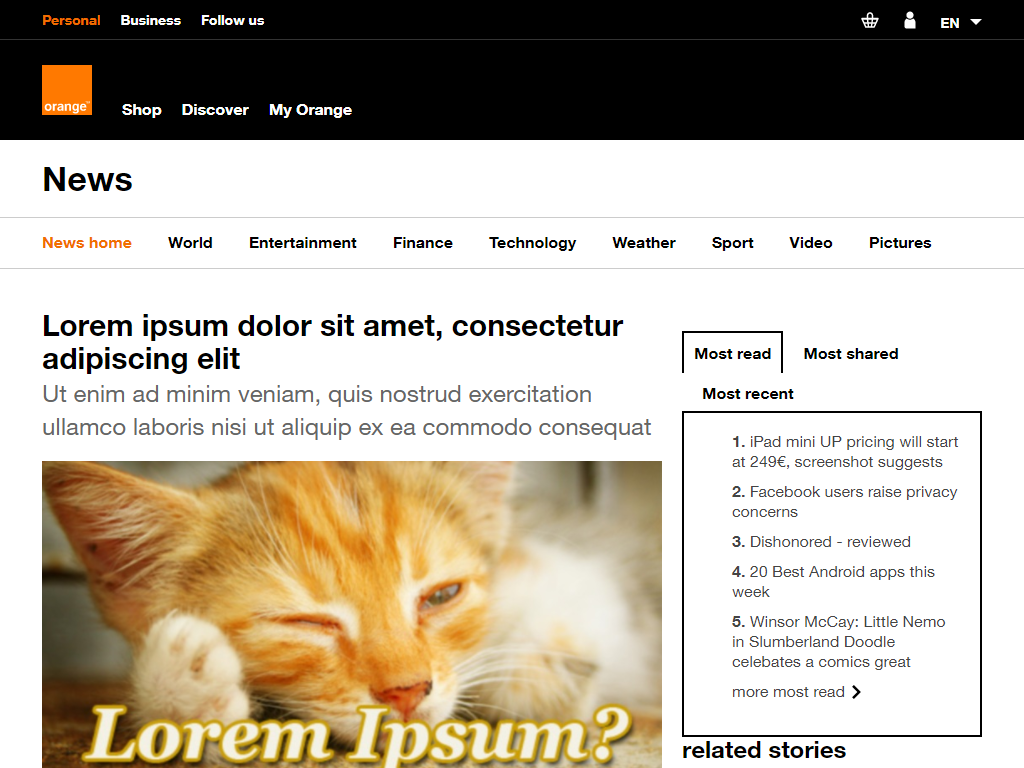 Personal Business Follow us EN
orange™
Shop Discover My Orange
News
News home World Entertainment Finance Technology Weather Sport Video Pictures
Lorem ipsum dolor sit amet, consectetur
adipiscing elit
Ut enim ad minim veniam, quis nostrud exercitation
ullamco laboris nisi ut aliquip ex ea commodo consequat
Lorem Ipsum?
Most read Most shared
Most recent
1. iPad mini UP pricing will start
at 249€, screenshot suggests
2. Facebook users raise privacy
concerns
3. Dishonored - reviewed
4. 20 Best Android apps this
week
5. Winsor McCay: Little Nemo
in Slumberland Doodle
celebates a comics great
more most read
related stories